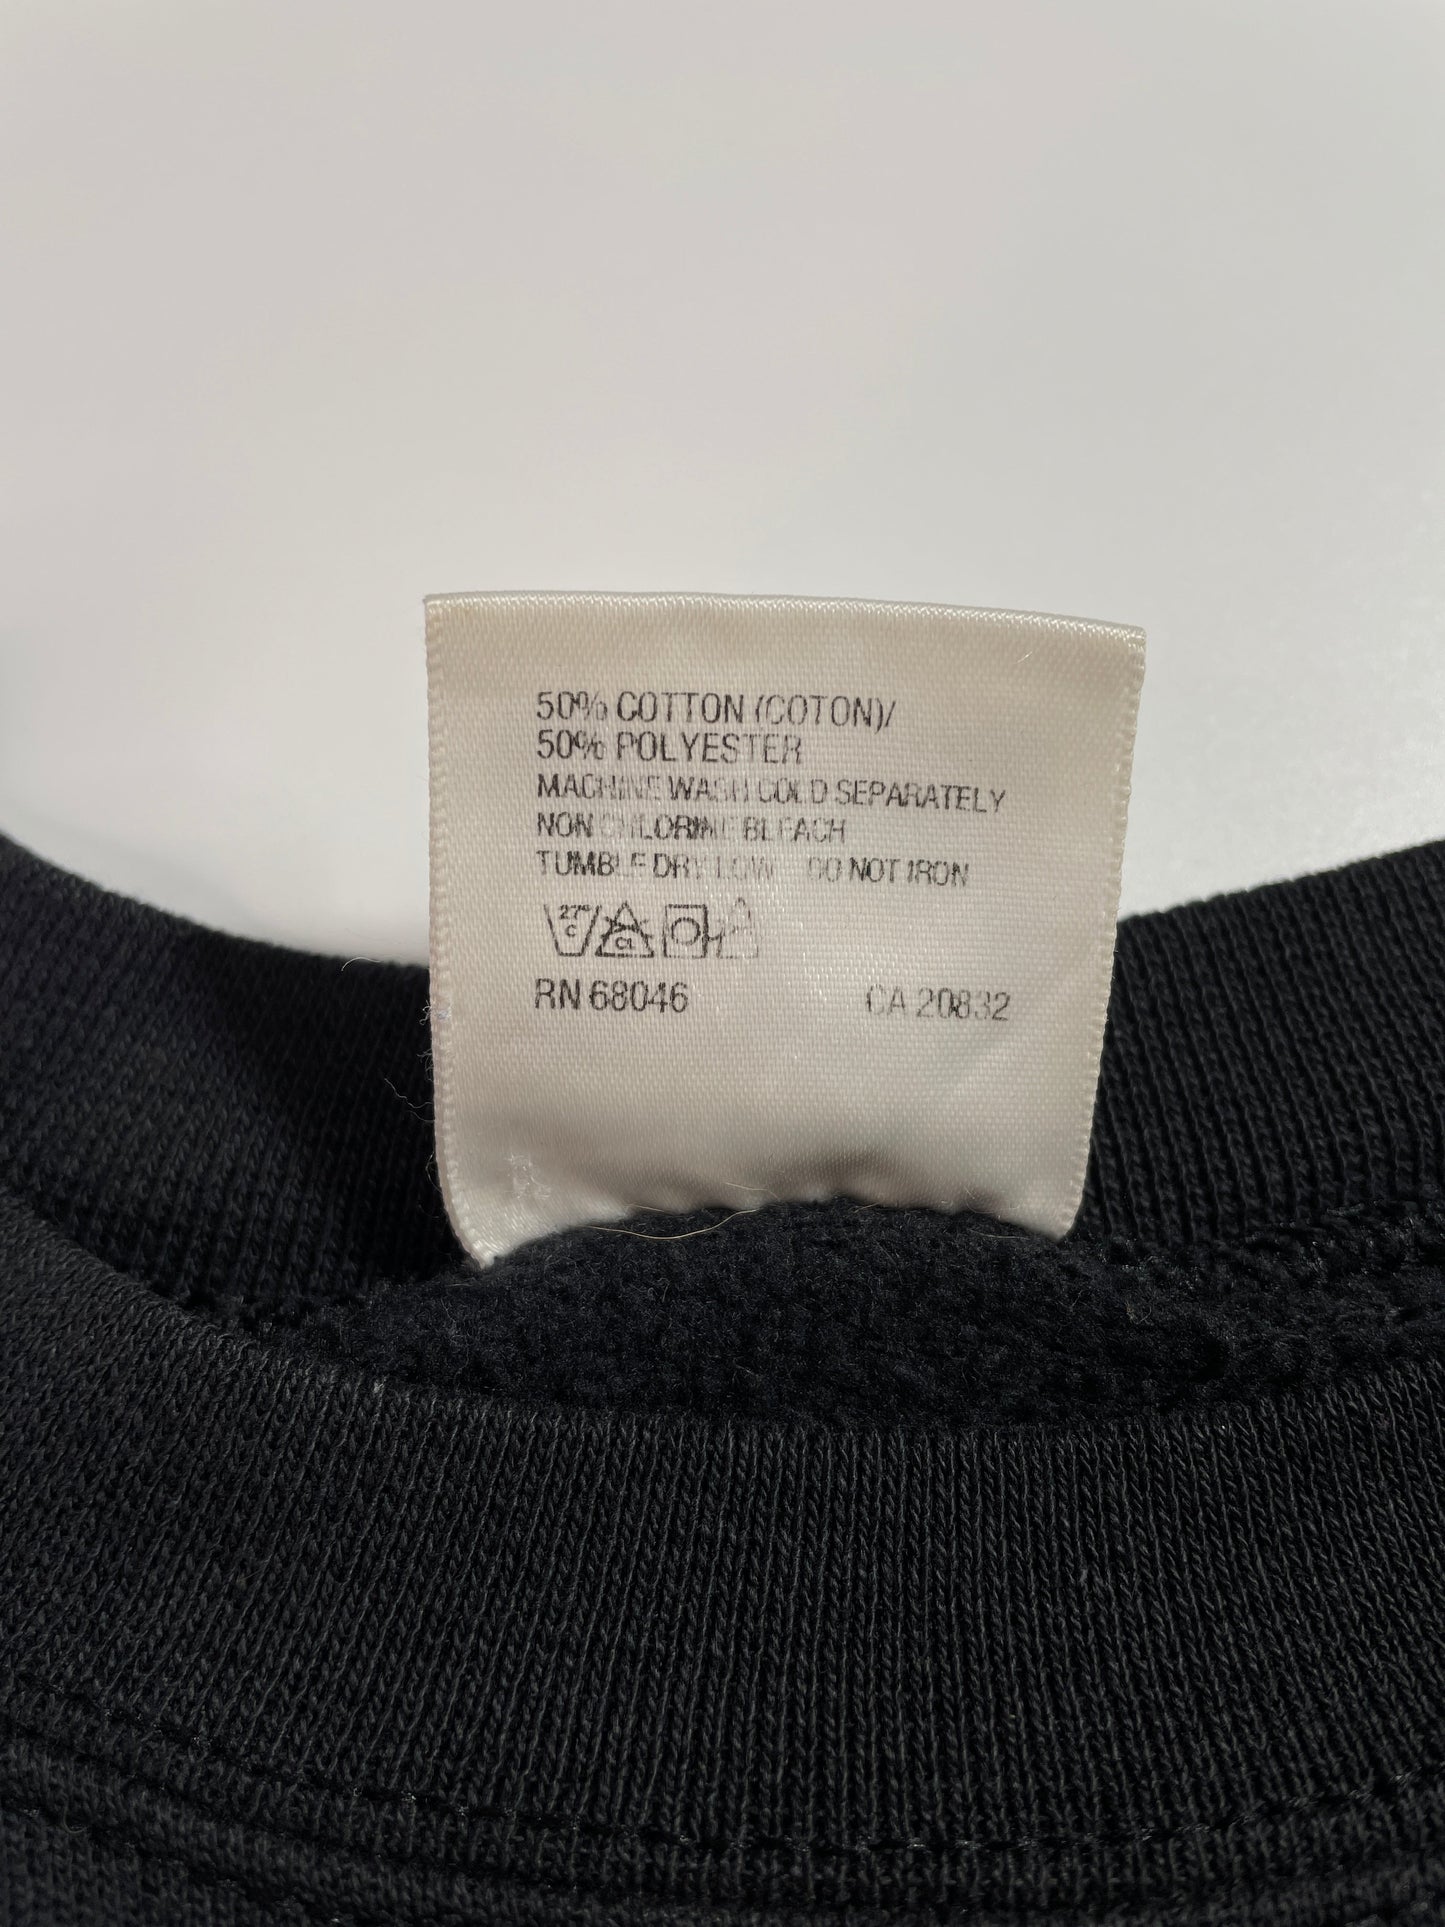 50% COTTON (COTON)/
50% POLYESTER
MACHINE WASH COLD SEPARATELY
NON CHLORINE BLEACH
TUMBLE DRY LOW DO NOT IRON
27° C Cl
RN 68046 CA 20832